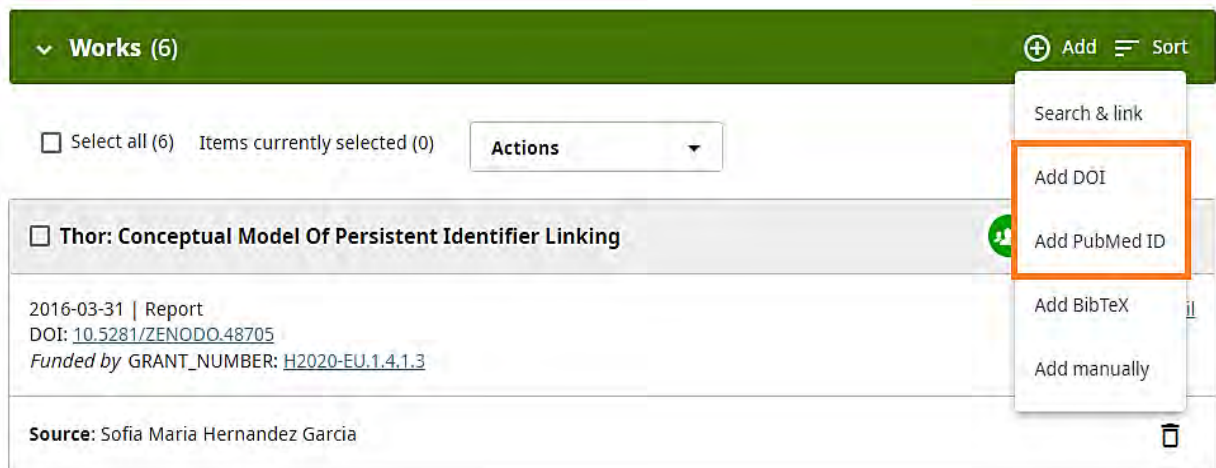 Works (6)
Add
Sort
Search & link
Add DOI
Add PubMed ID
Add BibTeX
Add manually
Select all (6)
Items currently selected (0)
Actions
Thor: Conceptual Model Of Persistent Identifier Linking
2016-03-31 | Report
DOI: 10.5281/ZENODO.48705
Funded by GRANT_NUMBER: H2020-EU.1.4.1.3
Source: Sofia Maria Hernandez Garcia